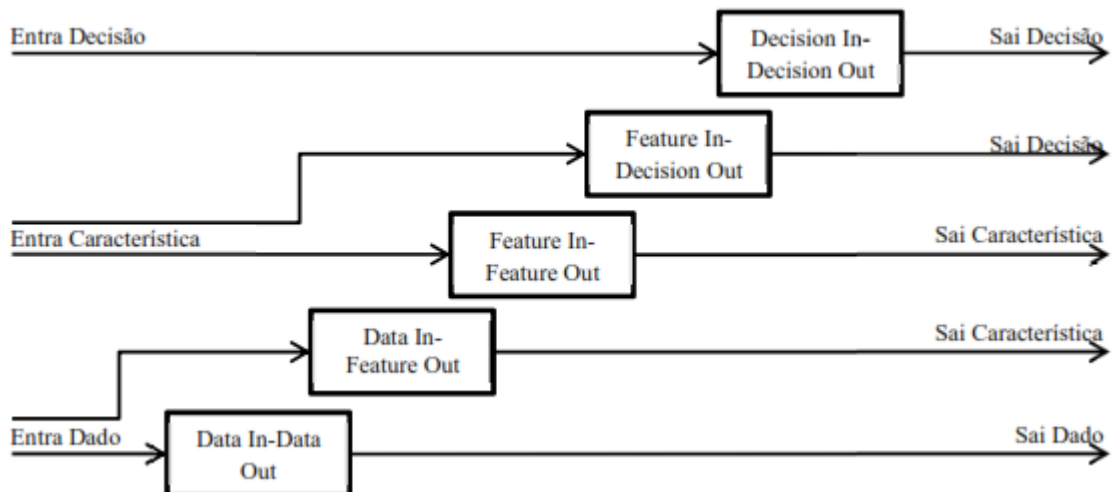 Entra Decisão
Decision In-
Decision Out
Sai Decisão
Feature In-
Decision Out
Sai Decisão
Entra Característica
Feature In-
Feature Out
Sai Característica
Data In-
Feature Out
Sai Característica
Entra Dado
Data In-Data
Out
Sai Dado